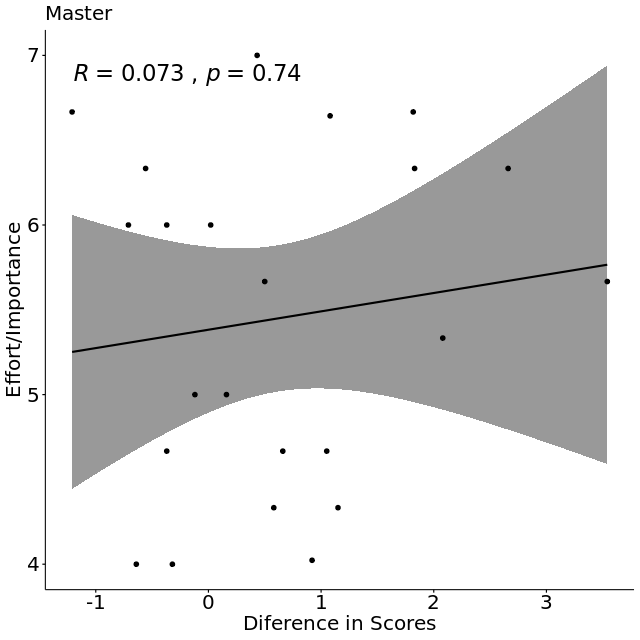 Master
R = 0.073 , p = 0.74
Effort/Importance
7
6
5
4
-1 0 1 2 3
Diference in Scores